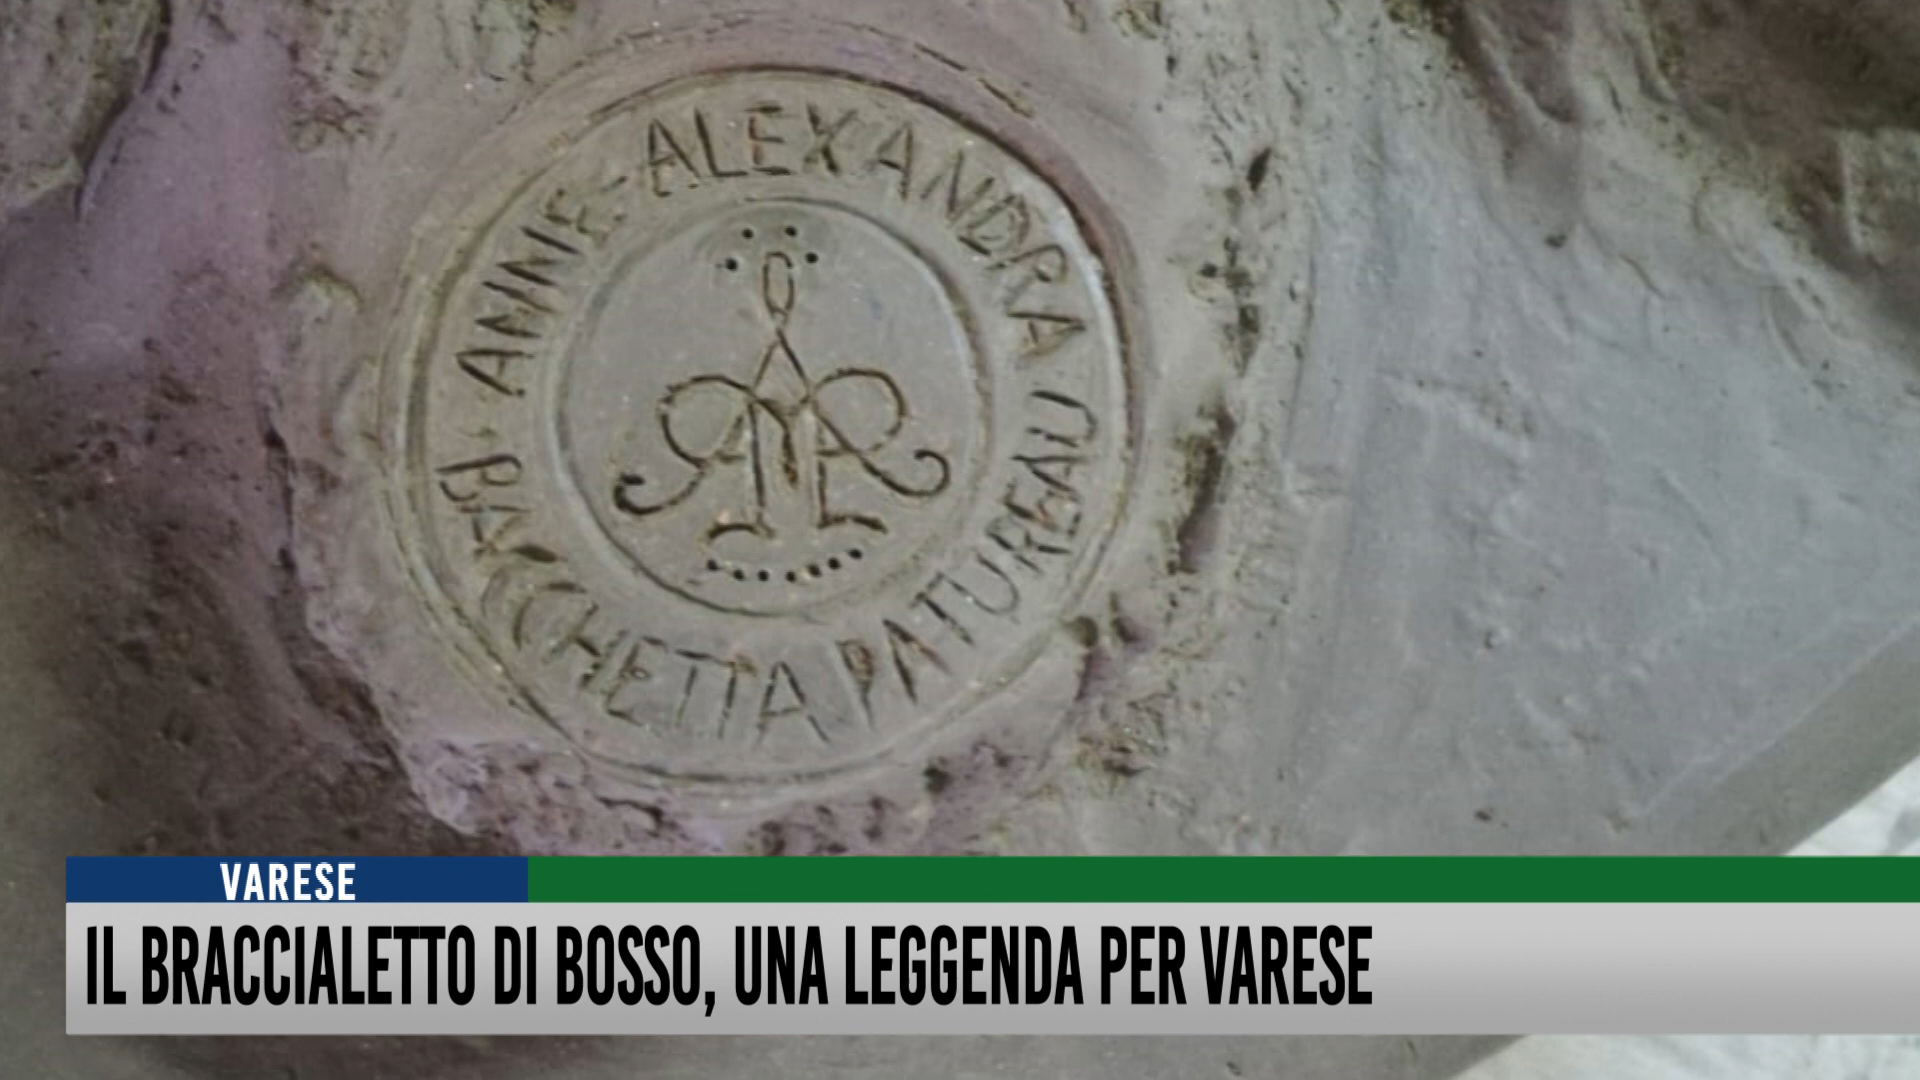 ANNE-ALEXANDRA
BACCHETTA PATUREAU
VARESE
IL BRACCIALETTO DI BOSSO, UNA LEGGENDA PER VARESE